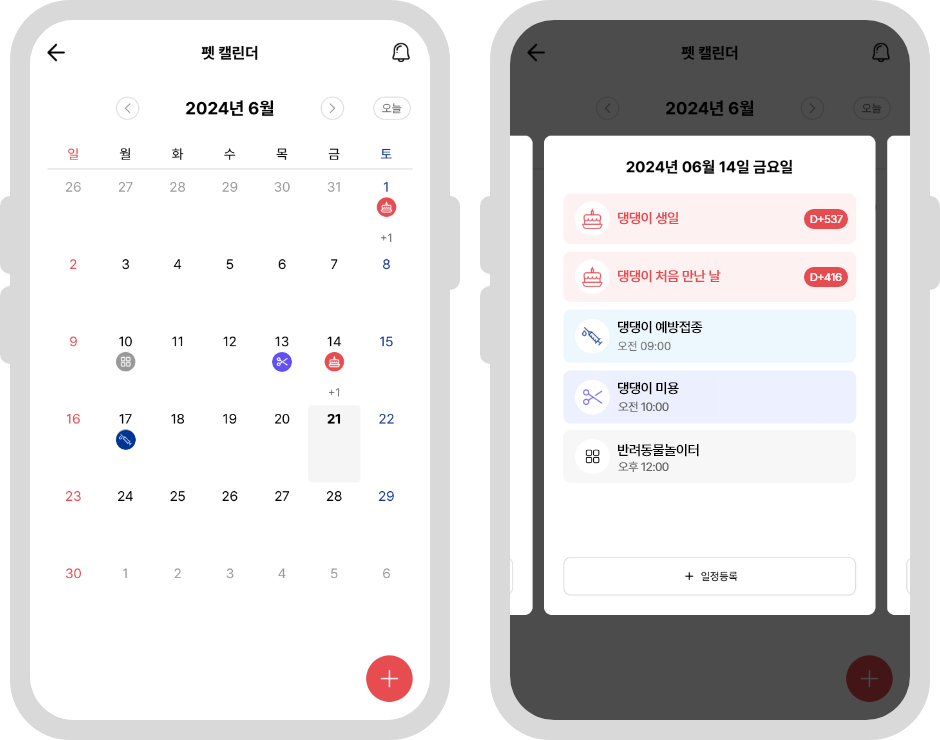 펫 캘린더
2024년 6월
오늘
일 월 화 수 목 금 토
26 27 28 29 30 31 1
+1
2 3 4 5 6 7 8
9 10 11 12 13 14 15
+1
16 17 18 19 20 21 22
23 24 25 26 27 28 29
30 1 2 3 4 5 6
펫 캘린더
2024년 6월
오늘
2024년 06월 14일 금요일
댕댕이 생일 D+537
댕댕이 처음 만난 날 D+416
댕댕이 예방접종
오전 09:00
댕댕이 미용
오전 10:00
반려동물놀이터
오후 12:00
+ 일정등록